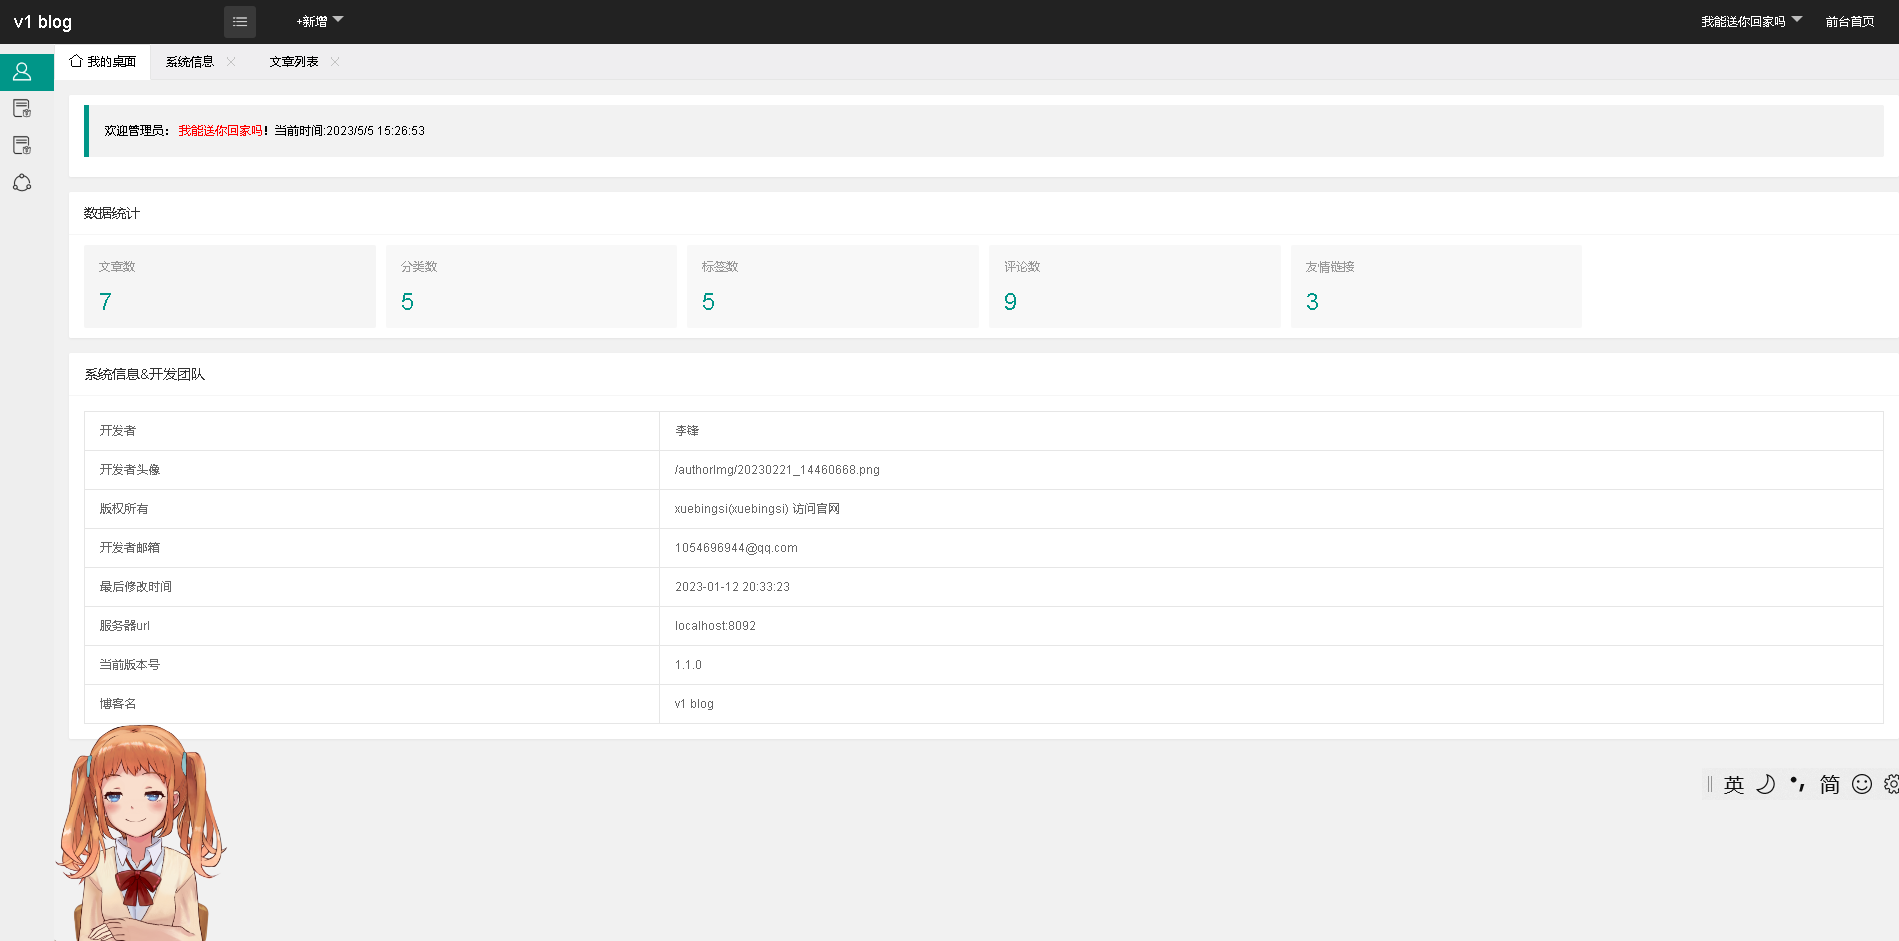 v1 blog
+新增
我能送你回家吗
前台首页
我的桌面
系统信息
文章列表
欢迎管理员： 我能送你回家吗！当前时间:2023/5/5 15:26:53
数据统计
文章数
7
分类数
5
标签数
5
评论数
9
友情链接
3
系统信息&开发团队
开发者
李锋
开发者头像
/authorImg/20230221_14460668.png
版权所有
xuebingsi(xuebingsi) 访问官网
开发者邮箱
1054696944@qq.com
最后修改时间
2023-01-12 20:33:23
服务器url
localhost:8092
当前版本号
1.1.0
博客名
v1 blog
英
简